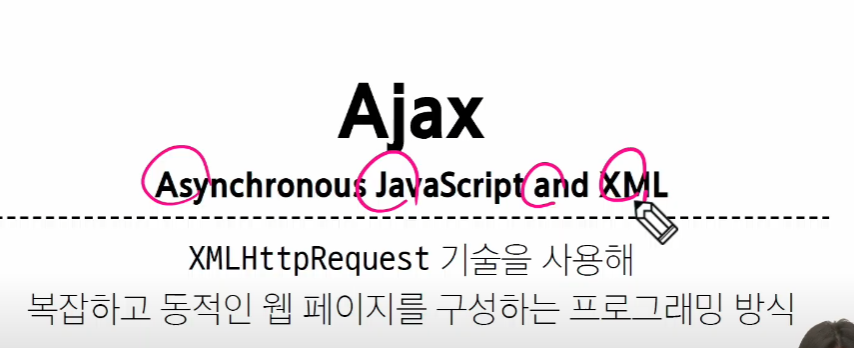 Ajax
Asynchronous JavaScript and XML
XMLHttpRequest 기술을 사용해
복잡하고 동적인 웹 페이지를 구성하는 프로그래밍 방식